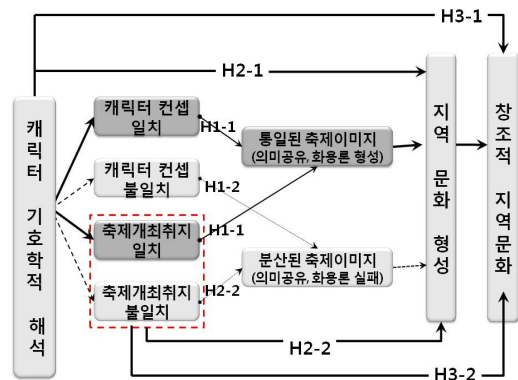 H3-1
H2-1
캐릭터 기호학적 해석
캐릭터 컨셉
일치
H1-1
캐릭터 컨셉
불일치
H1-2
축제개최취지
일치
H1-1
축제개최취지
불일치
H2-2
통일된 축제이미지
(의미공유, 화용론 형성)
분산된 축제이미지
(의미공유, 화용론 실패)
지역 문화 형성
창조적 지역문화
H2-2
H3-2